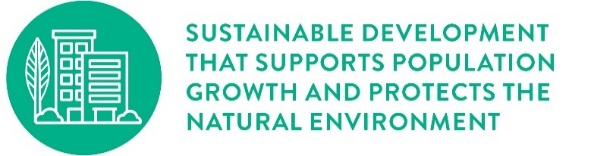 SUSTAINABLE DEVELOPMENT
THAT SUPPORTS POPULATION
GROWTH AND PROTECTS THE
NATURAL ENVIRONMENT